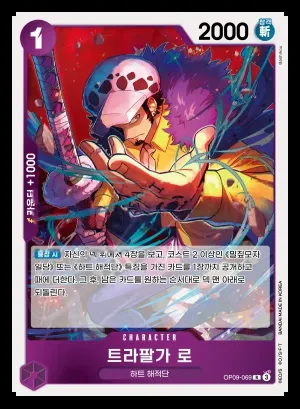 1
2000
참격
斬
카운터 +1000
등장 시 자신의 덱 위에서 4장을 보고, 코스트 2 이상인 《밀짚모자
일당》 또는 《하트 해적단》 특징을 가진 카드를 1장까지 공개하고
패에 더한다. 그 후, 남은 카드를 원하는 순서대로 덱 맨 아래로
되돌린다.
CHARACTER
트라팔가 로
하트 해적단
OP09-069 R
3
BANDAI MADE IN KOREA